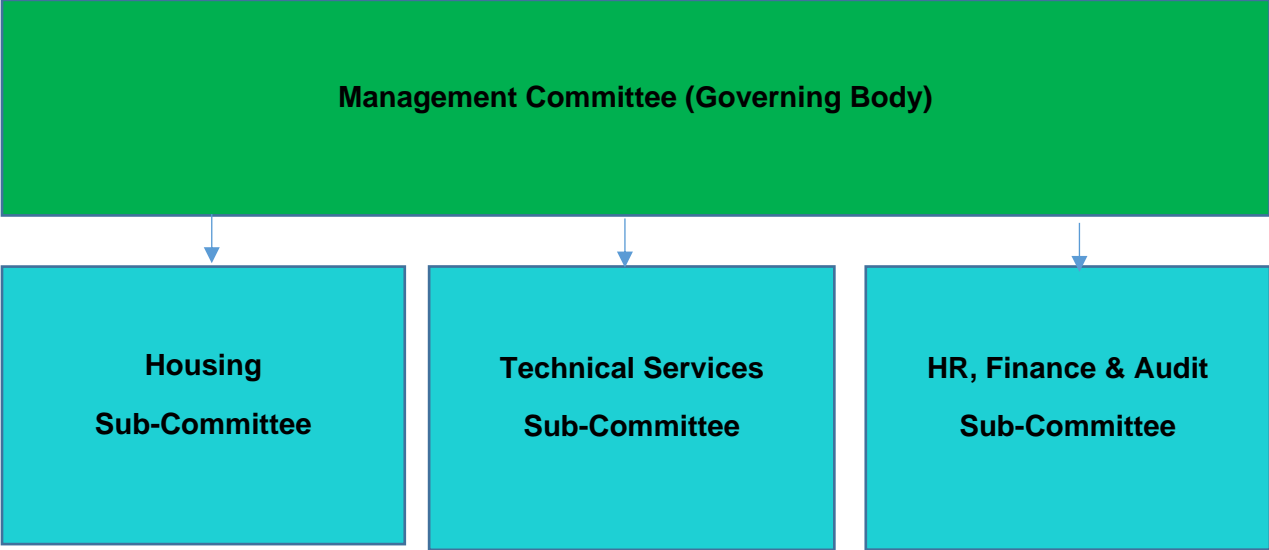 Management Committee (Governing Body)
Housing
Sub-Committee
Technical Services
Sub-Committee
HR, Finance & Audit
Sub-Committee